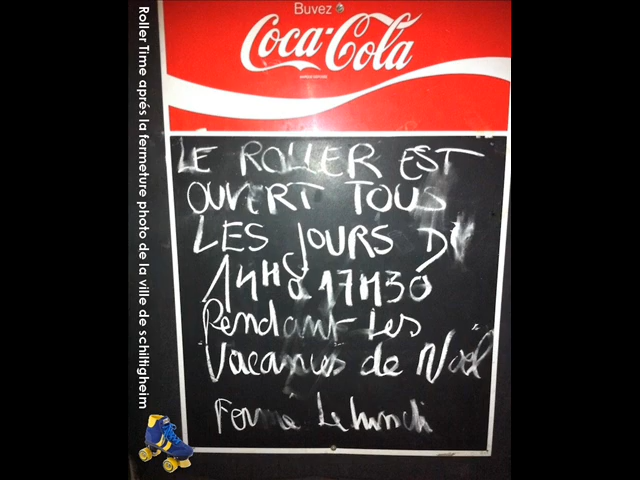 Buvez
Coca-Cola
LE ROLLER EST
OUVERT TOUS
LES JOURS DE
14H à 17H30
Pendant Les
Vacances de Noël
Fermé Le lundi
Roller Time aprés la fermeture photo de la ville de schiltigheim